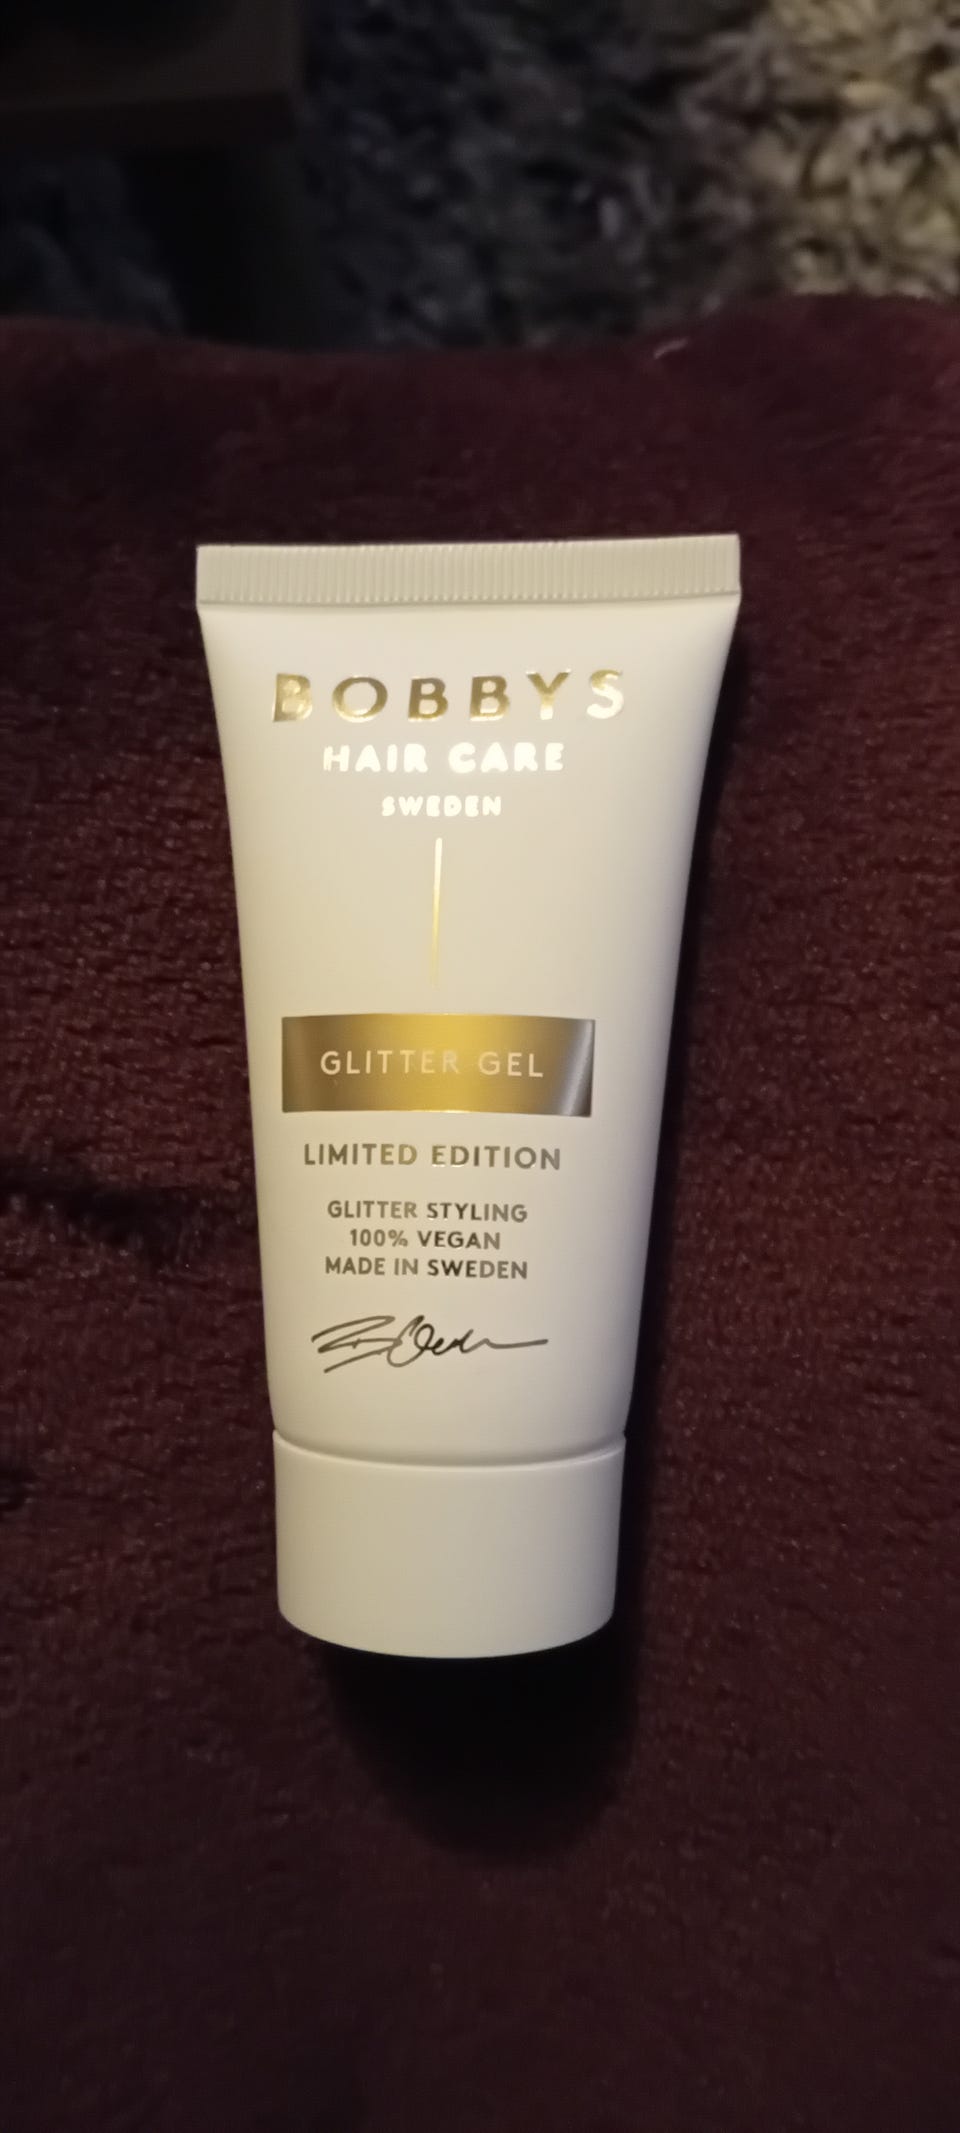 BOBBYS
HAIR CARE
SWEDEN
GLITTER GEL
LIMITED EDITION
GLITTER STYLING
100% VEGAN
MADE IN SWEDEN